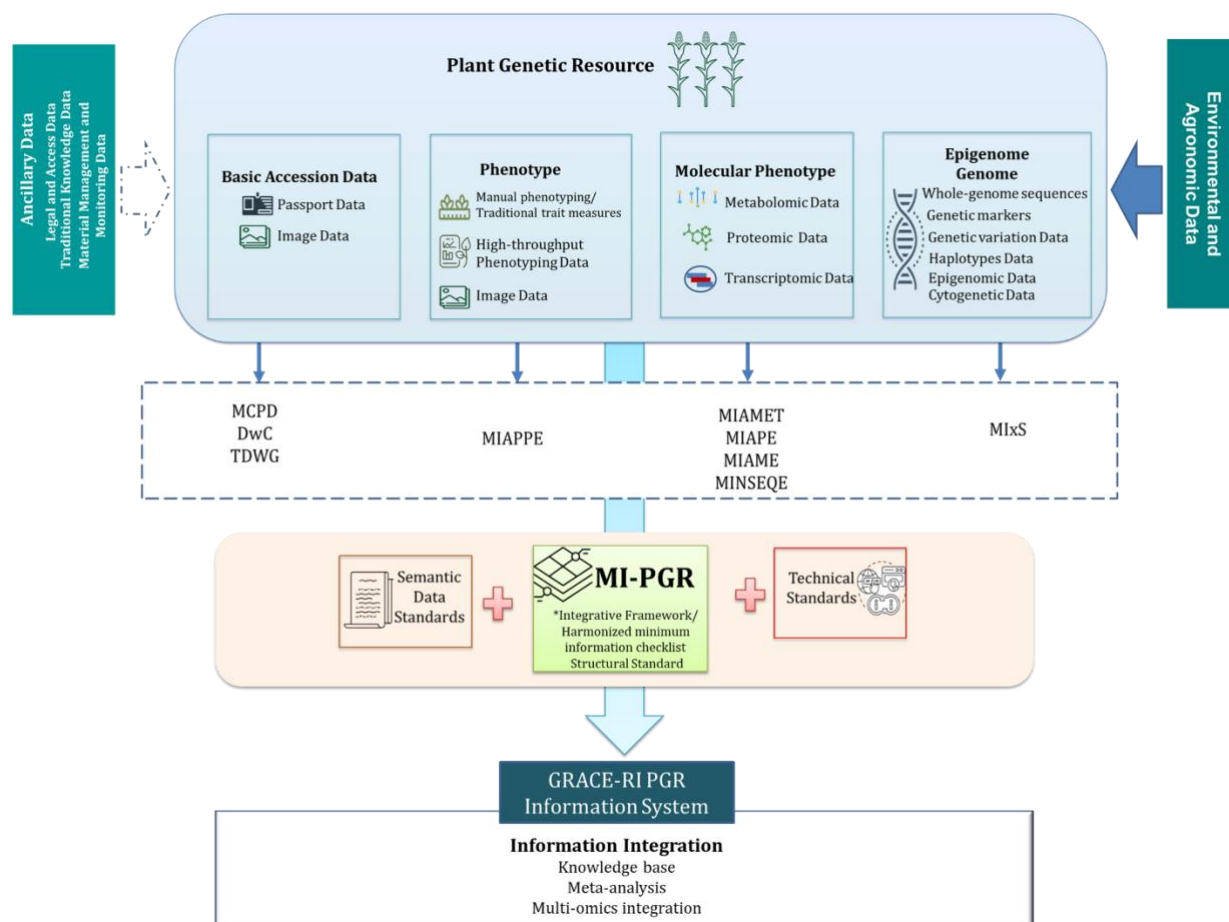 Ancillary Data
Legal and Access Data
Traditional Knowledge Data
Material Management and
Monitoring Data
Plant Genetic Resource
Environmental and
Agronomic Data
Basic Accession Data
Passport Data
Image Data
Phenotype
Manual phenotyping/
Traditional trait measures
High-throughput
Phenotyping Data
Image Data
Molecular Phenotype
Metabolomic Data
Proteomic Data
Transcriptomic Data
Epigenome
Genome
Whole-genome sequences
Genetic markers
Genetic variation Data
Haplotypes Data
Epigenomic Data
Cytogenetic Data
MCPD
DwC
TDWG
MIAPPE
MIAMET
MIAPE
MIAME
MINSEQE
MIxS
Semantic
Data
Standards
MI-PGR
*Integrative Framework/
Harmonized minimum
information checklist
Structural Standard
Technical
Standards
GRACE-RI PGR
Information System
Information Integration
Knowledge base
Meta-analysis
Multi-omics integration